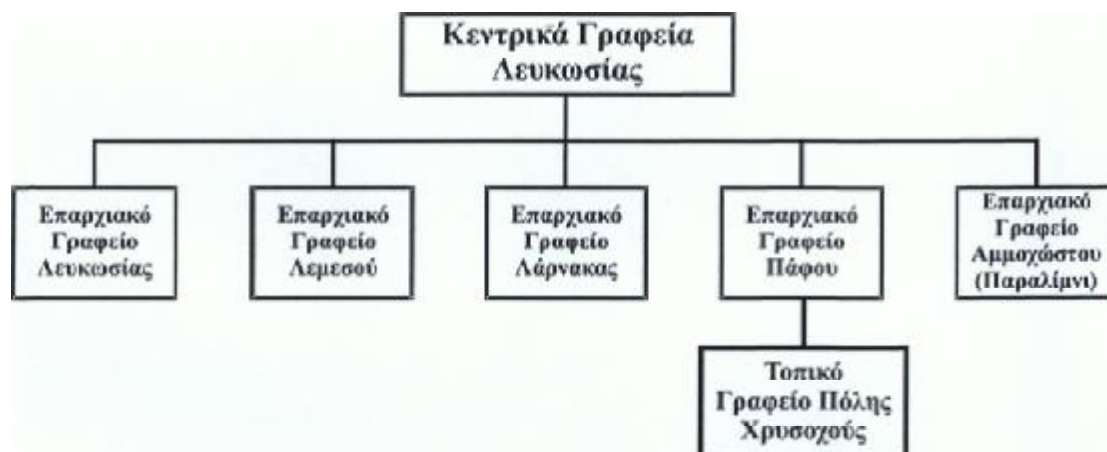 Κεντρικά Γραφεία
Λευκωσίας
Επαρχιακό
Γραφείο
Λευκωσίας
Επαρχιακό
Γραφείο
Λεμεσού
Επαρχιακό
Γραφείο
Λάρνακας
Επαρχιακό
Γραφείο
Πάφου
Επαρχιακό
Γραφείο
Αμμοχώστου
(Παραλίμνι)
Τοπικό
Γραφείο Πόλης
Χρυσοχούς